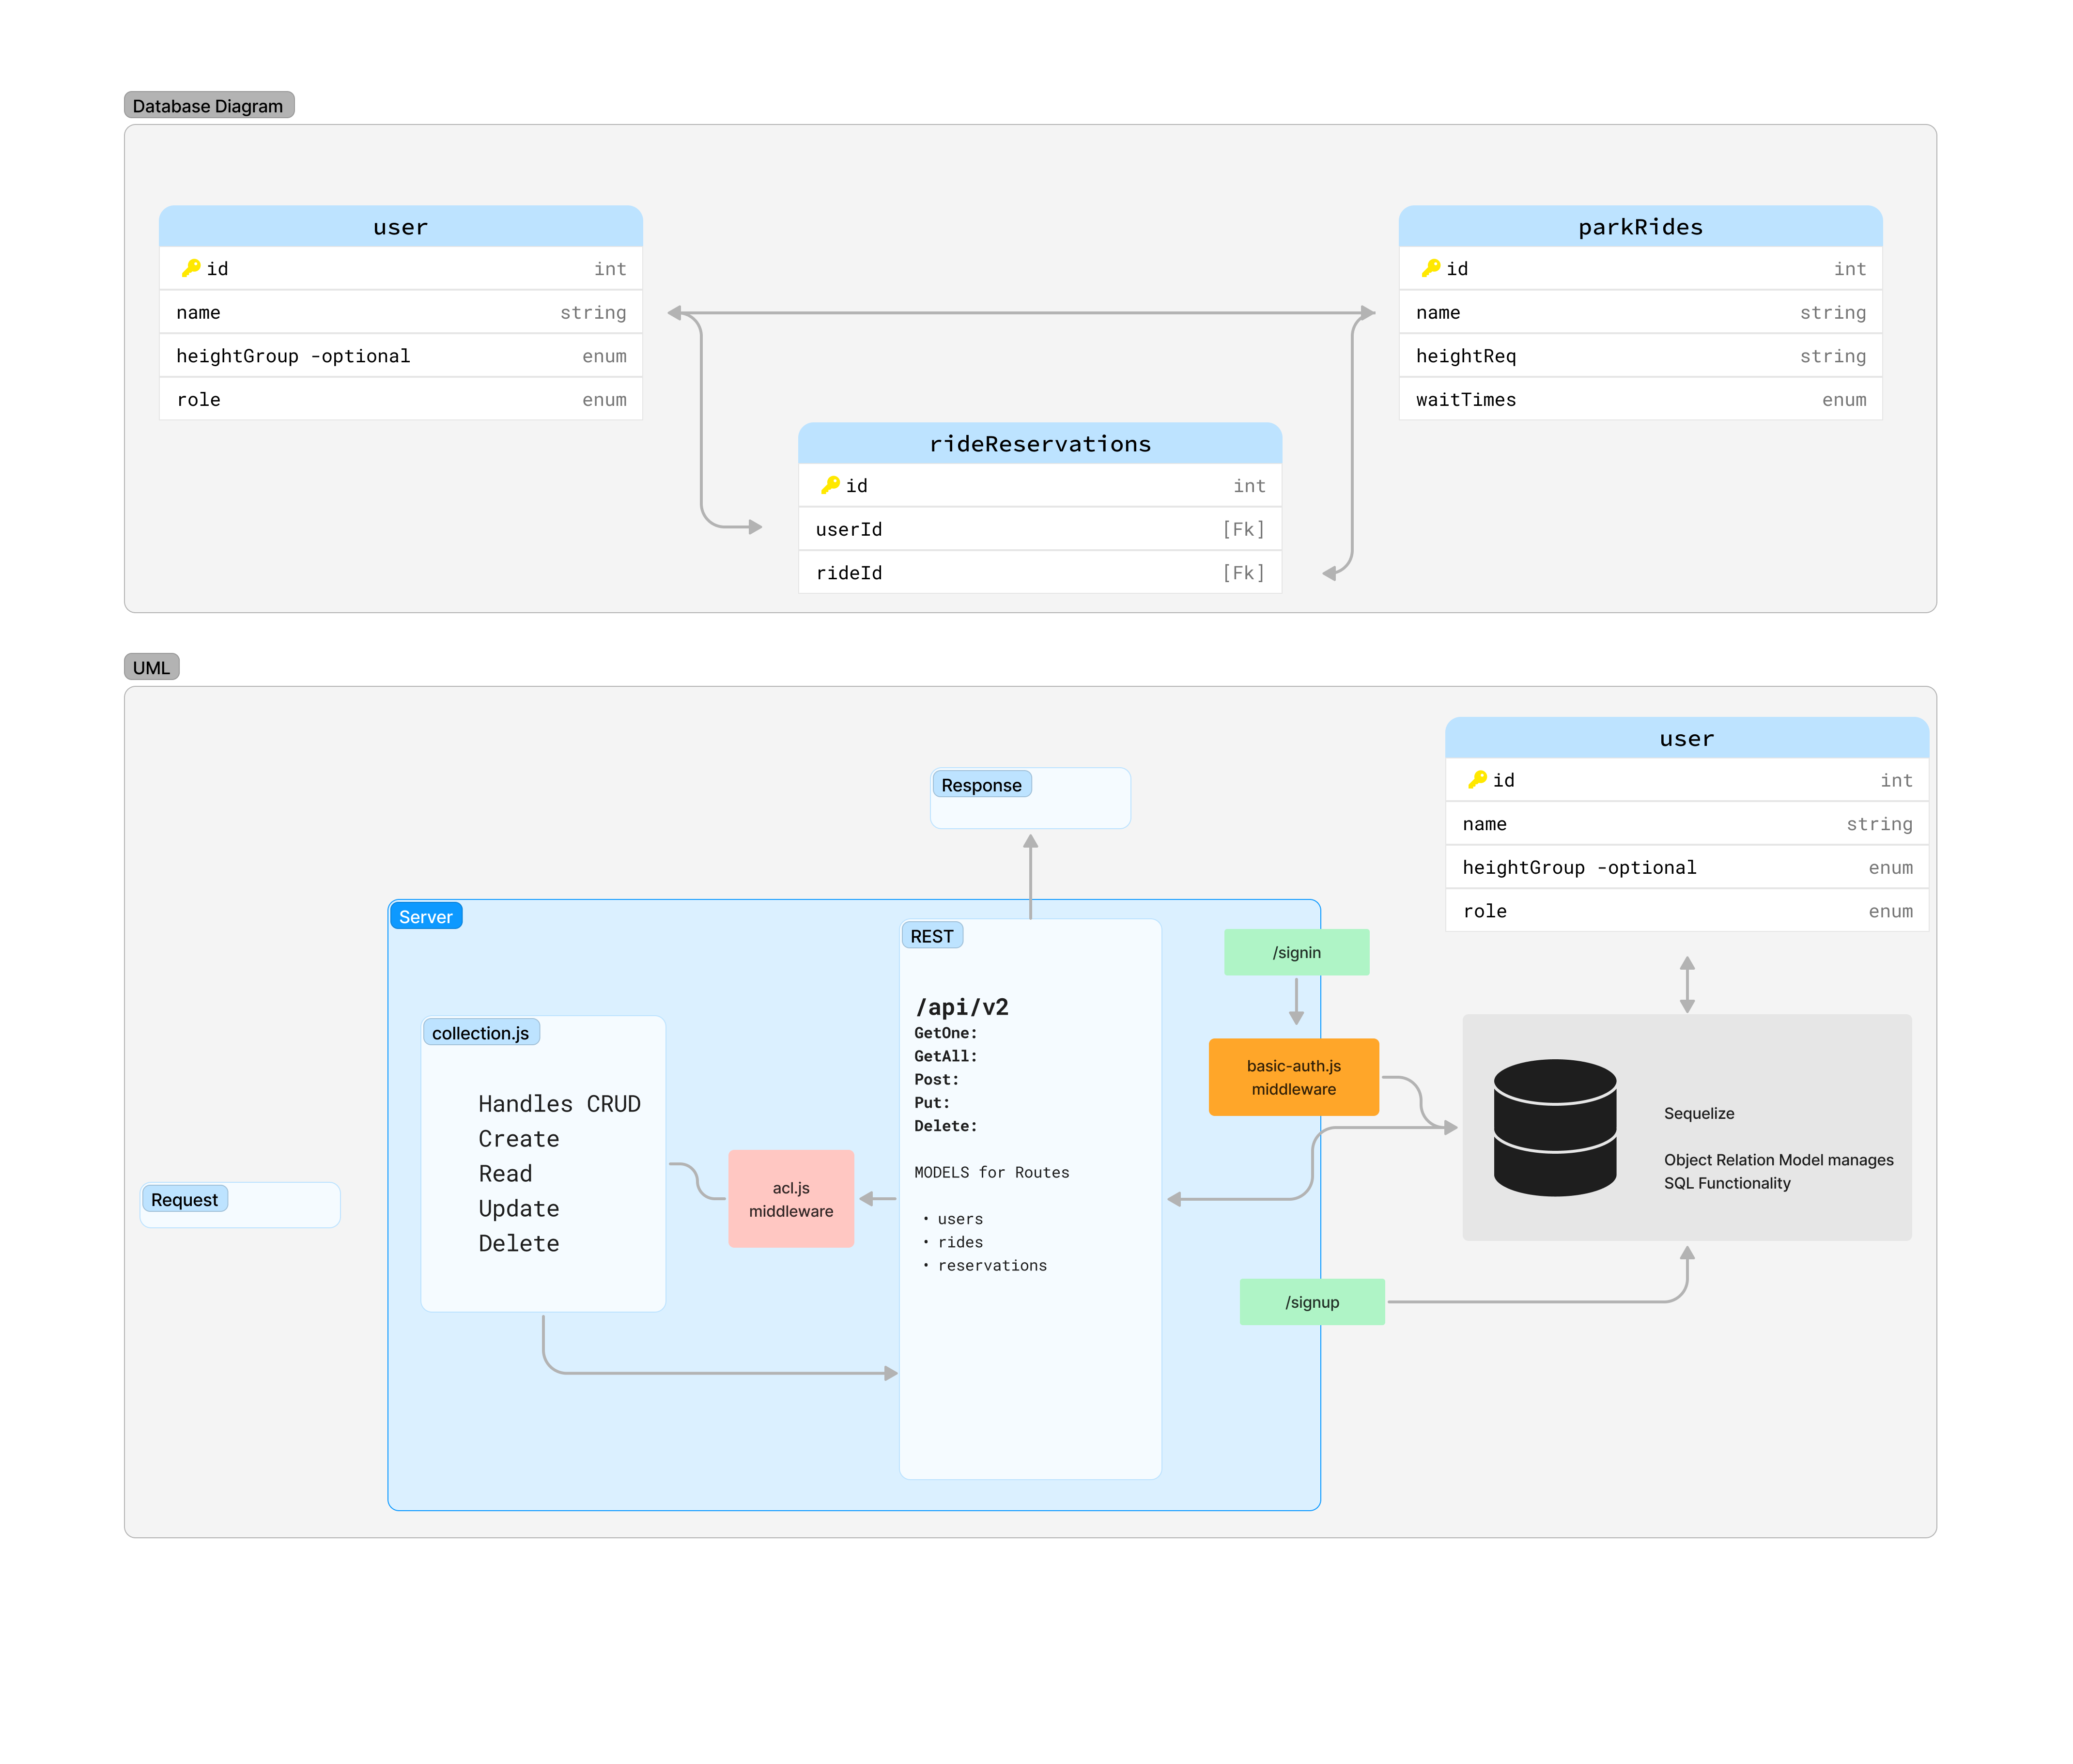 Database Diagram
user
id int
name string
heightGroup -optional enum
role enum
parkRides
id int
name string
heightReq string
waitTimes enum
rideReservations
id int
userId [Fk]
rideId [Fk]
UML
user
id int
name string
heightGroup -optional enum
role enum
Response
Server
REST
/api/v2
GetOne:
GetAll:
Post:
Put:
Delete:
MODELS for Routes
• users
• rides
• reservations
/signin
basic-auth.js
middleware
collection.js
Handles CRUD
Create
Read
Update
Delete
acl.js
middleware
Request
Sequelize
Object Relation Model manages
SQL Functionality
/signup